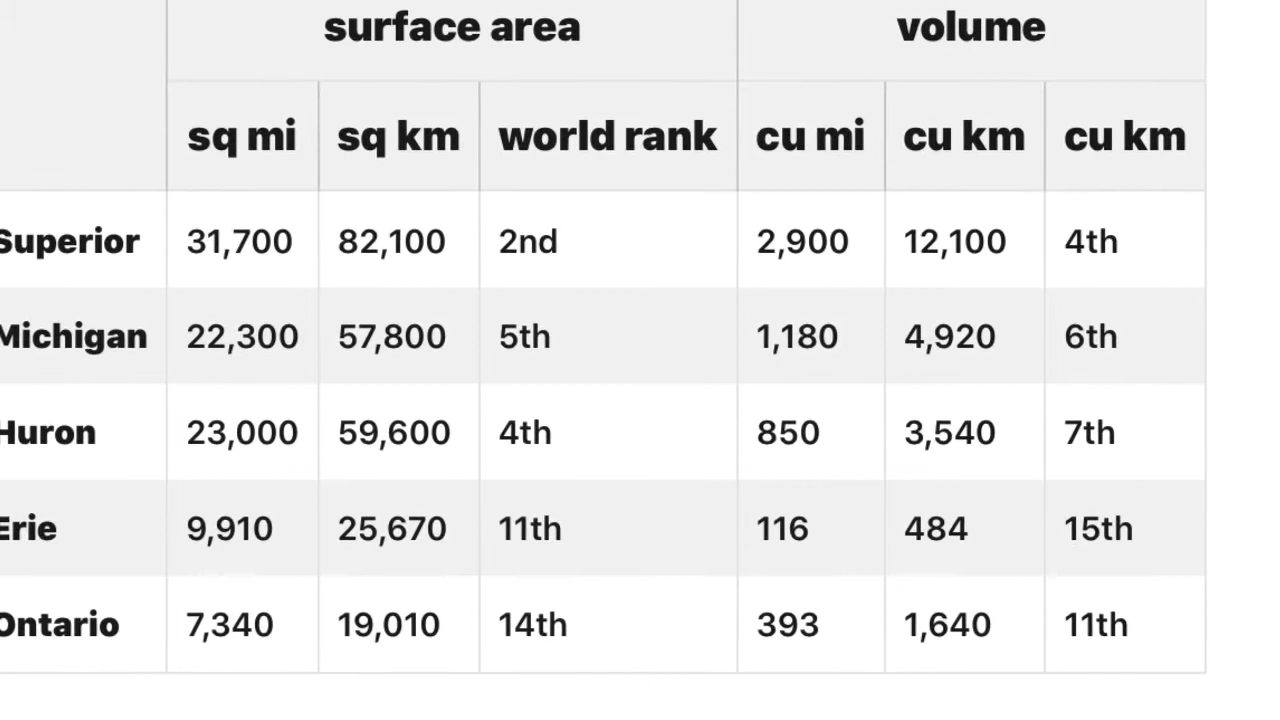 surface area volume
sq mi sq km world rank cu mi cu km cu km
Superior 31,700 82,100 2nd 2,900 12,100 4th
Michigan 22,300 57,800 5th 1,180 4,920 6th
Huron 23,000 59,600 4th 850 3,540 7th
Erie 9,910 25,670 11th 116 484 15th
Ontario 7,340 19,010 14th 393 1,640 11th